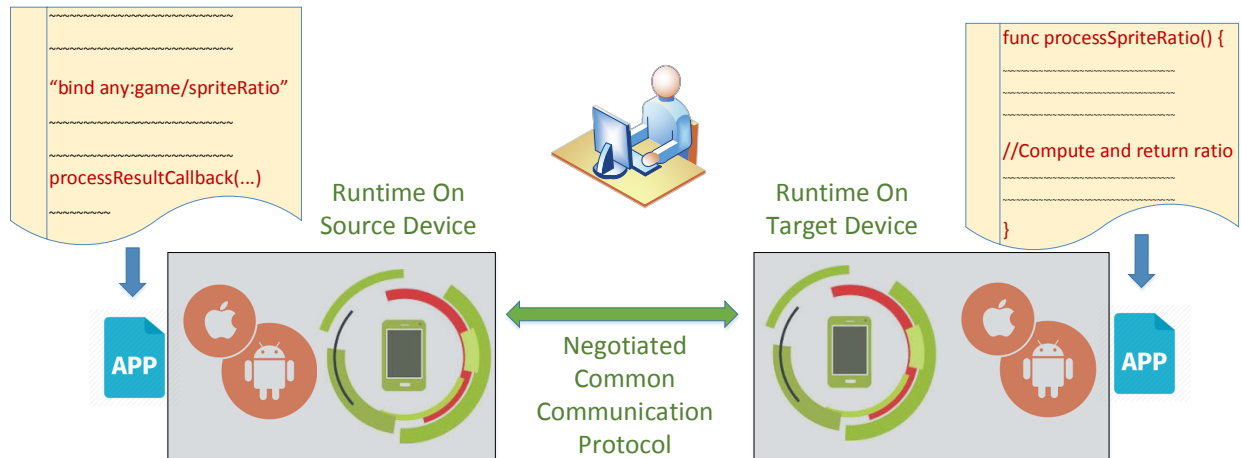 “bind any:game/spriteRatio”
processResultCallback(...)
Runtime On
Source Device
APP
Negotiated
Common
Communication
Protocol
Runtime On
Target Device
func processSpriteRatio() {
//Compute and return ratio
}
APP